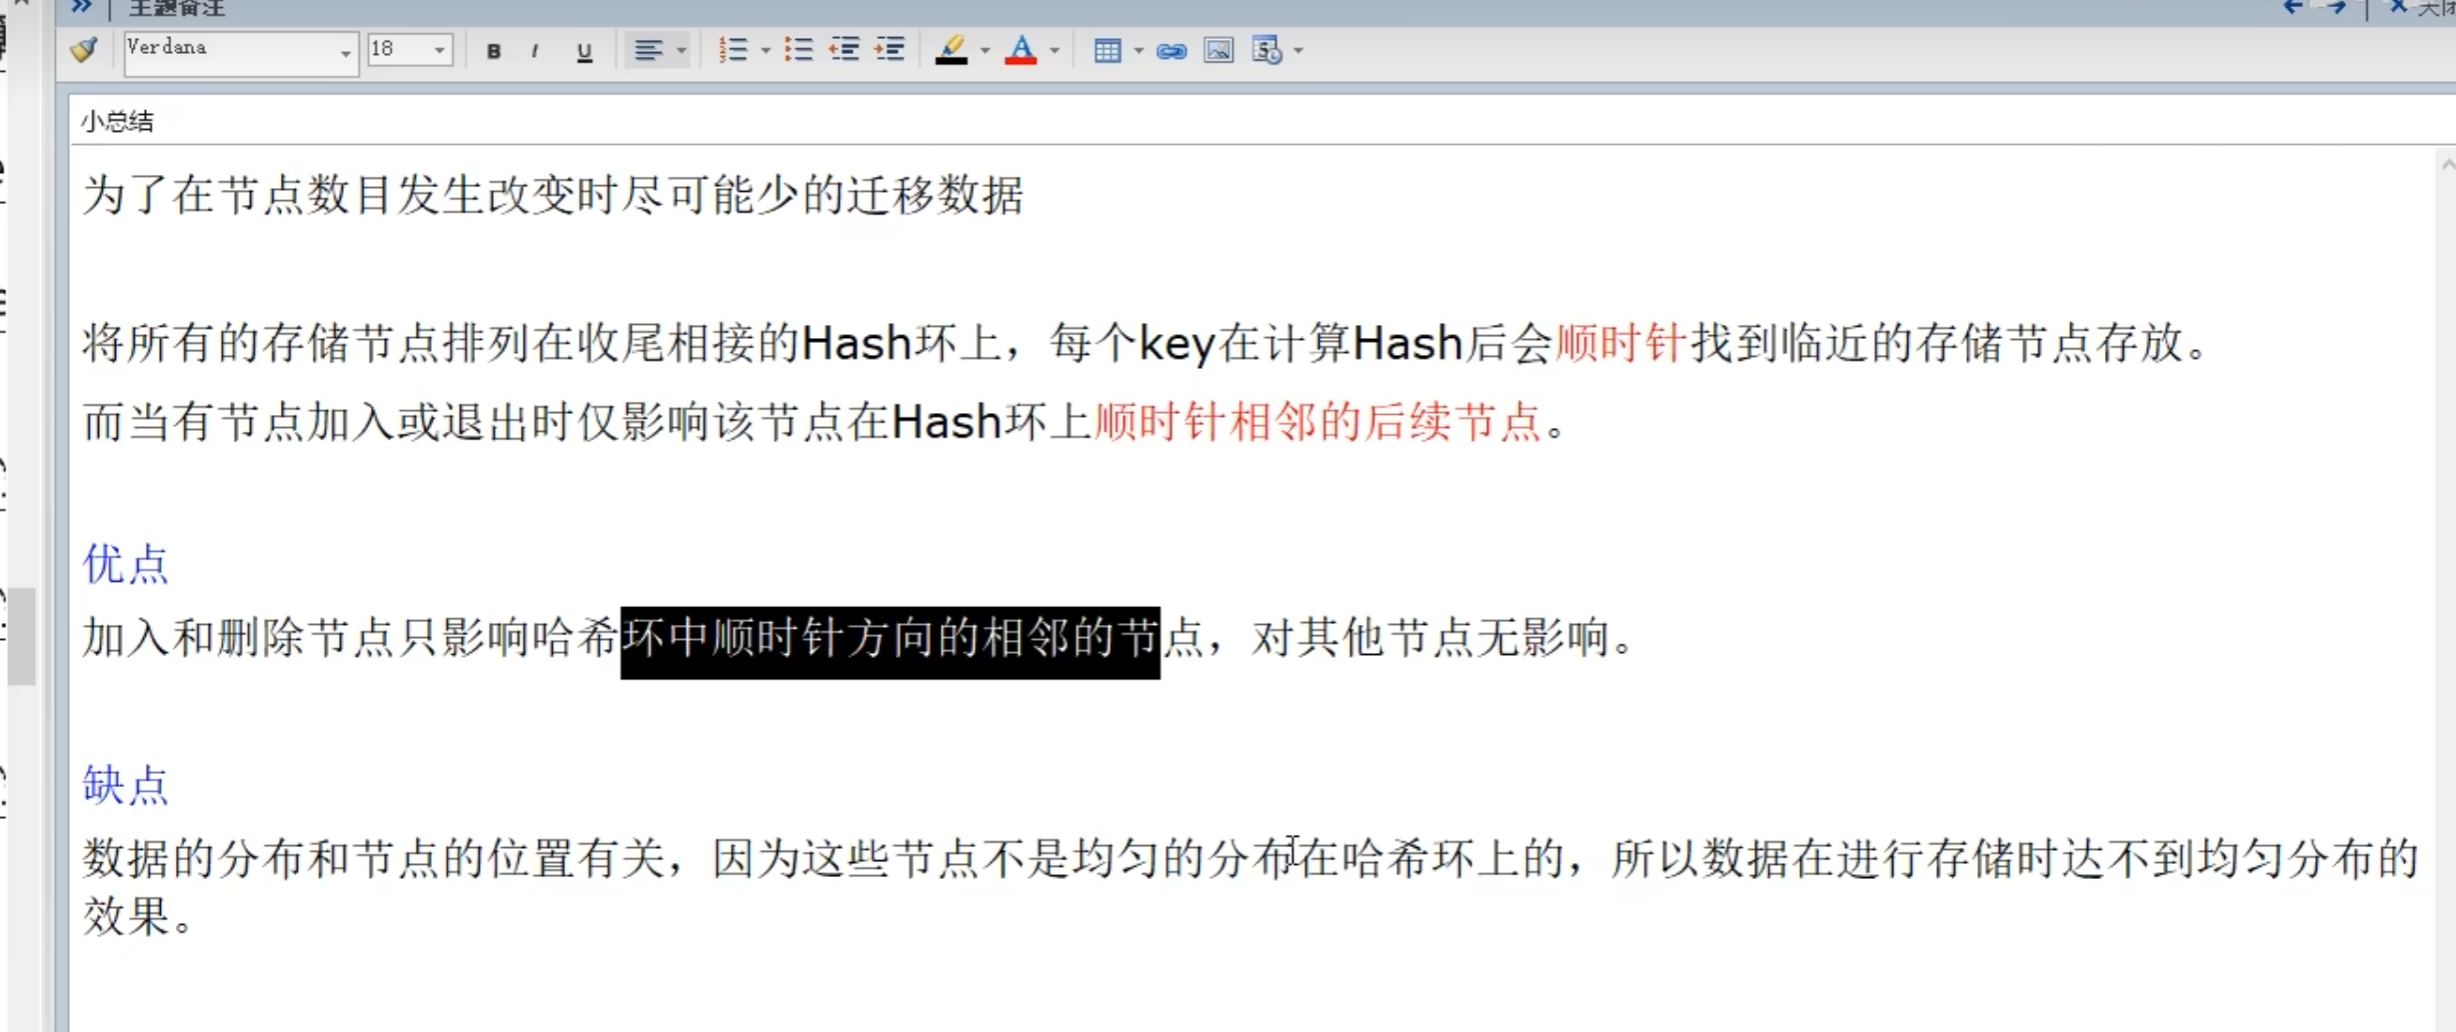 主题备注
Verdana 18 B I U
小总结
为了在节点数目发生改变时尽可能少的迁移数据
将所有的存储节点排列在收尾相接的Hash环上，每个key在计算Hash后会顺时针找到临近的存储节点存放。
而当有节点加入或退出时仅影响该节点在Hash环上顺时针相邻的后续节点。
优点
加入和删除节点只影响哈希环中顺时针方向的相邻的节点，对其他节点无影响。
缺点
数据的分布和节点的位置有关，因为这些节点不是均匀的分布在哈希环上的，所以数据在进行存储时达不到均匀分布的
效果。